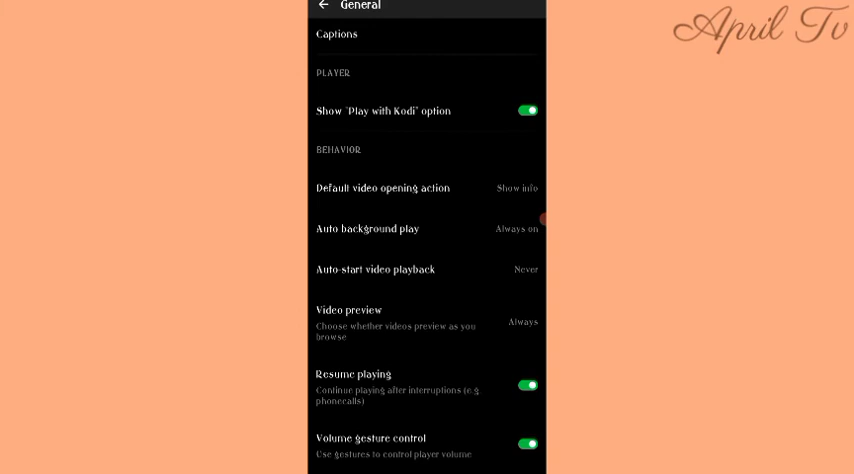 General
April Tv
Captions
PLAYER
Show "Play with Kodi" option
BEHAVIOR
Default video opening action Show info
Auto background play Always on
Auto-start video playback Never
Video preview
Choose whether videos preview as you
browse
Always
Resume playing
Continue playing after interruptions (e.g.
phonecalls)
Volume gesture control
Use gestures to control player volume